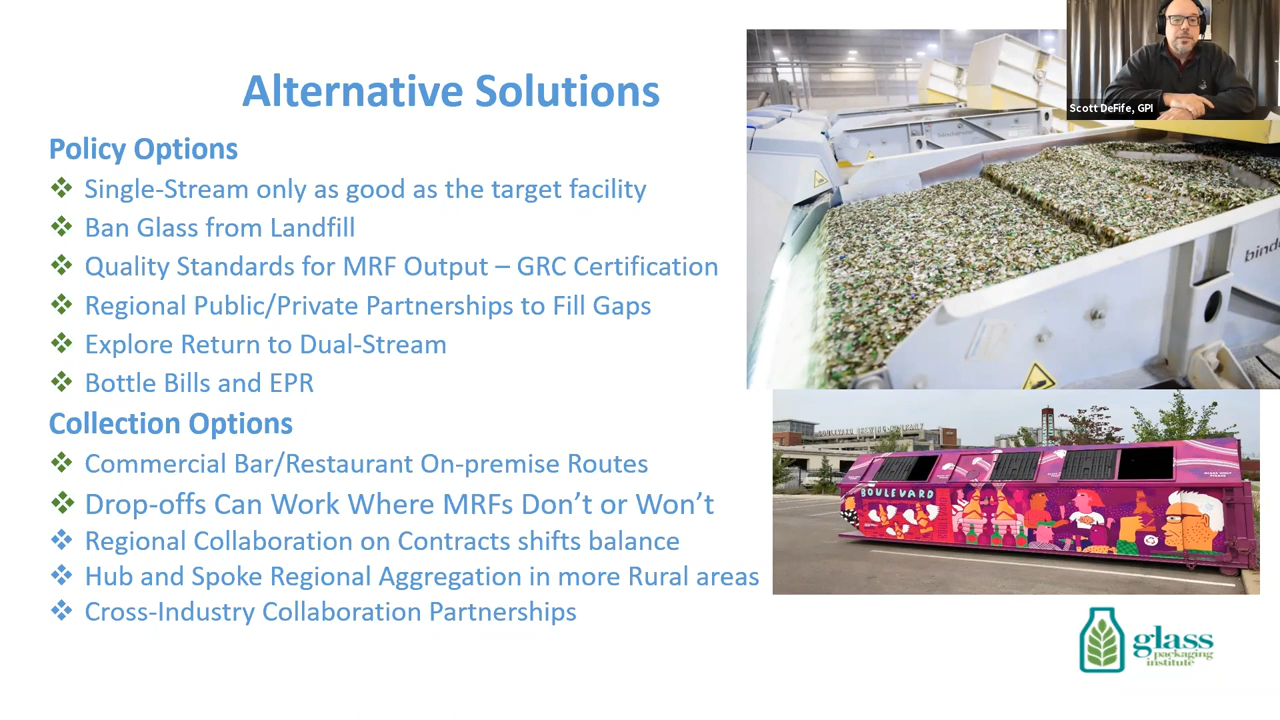 Alternative Solutions
Policy Options
Single-Stream only as good as the target facility
Ban Glass from Landfill
Quality Standards for MRF Output – GRC Certification
Regional Public/Private Partnerships to Fill Gaps
Explore Return to Dual-Stream
Bottle Bills and EPR
Collection Options
Commercial Bar/Restaurant On-premise Routes
Drop-offs Can Work Where MRFs Don’t or Won’t
Regional Collaboration on Contracts shifts balance
Hub and Spoke Regional Aggregation in more Rural areas
Cross-Industry Collaboration Partnerships
Scott DeFife, GPI
BOULEVARD BREWING COMPANY
BOULEVARD
glass
packaging
institute